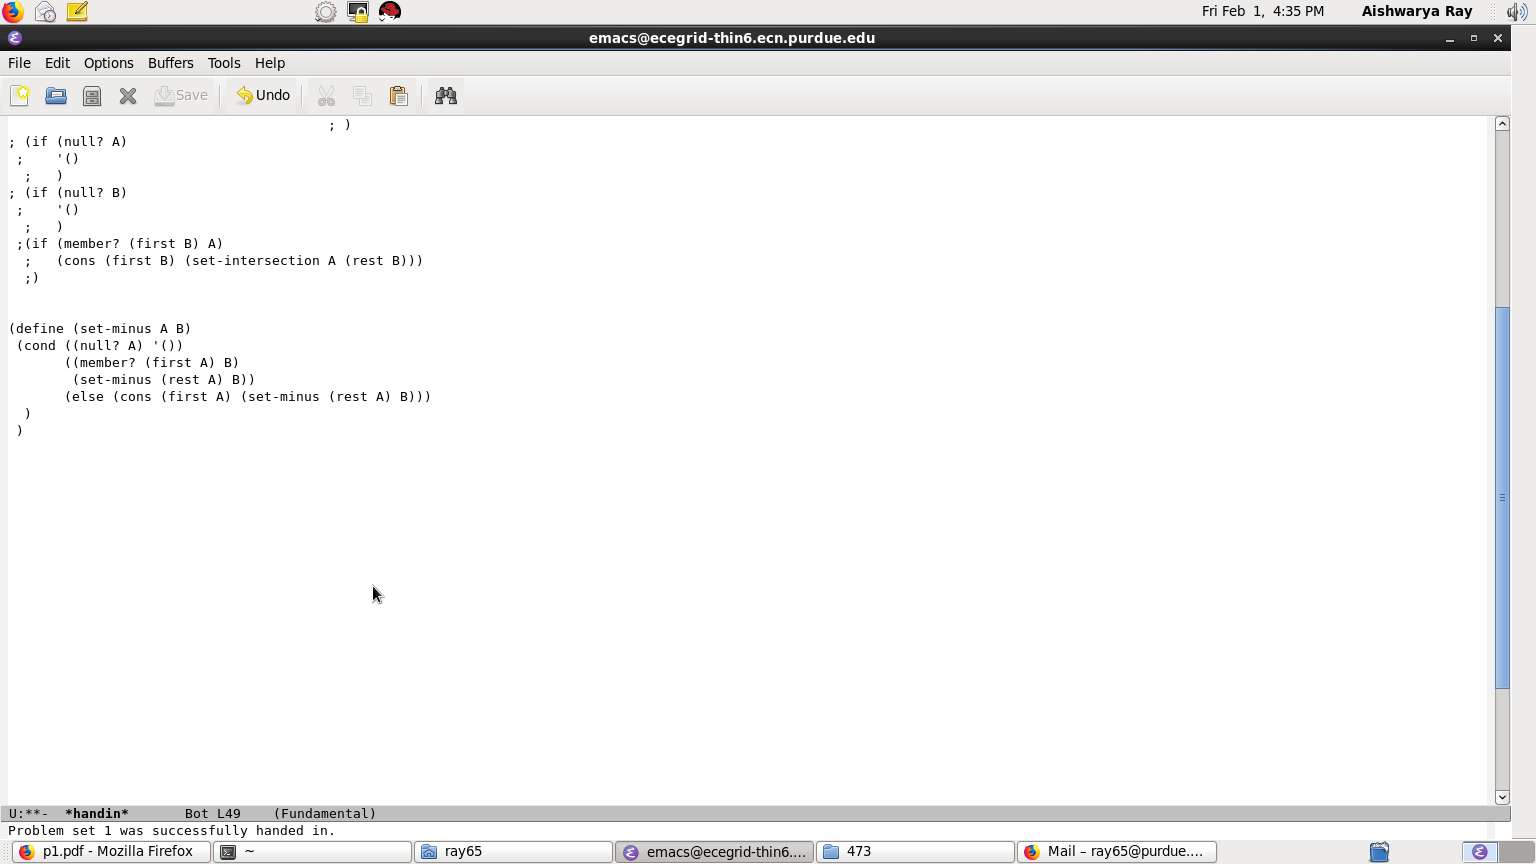 Fri Feb 1, 4:35 PM Aishwarya Ray
emacs@ecegrid-thin6.ecn.purdue.edu
File Edit Options Buffers Tools Help
Save Undo
; )
; (if (null? A)
;    '()
;    )
; (if (null? B)
;    '()
;    )
;(if (member? (first B) A)
;   (cons (first B) (set-intersection A (rest B)))
;)
(define (set-minus A B)
(cond ((null? A) '())
((member? (first A) B)
(set-minus (rest A) B))
(else (cons (first A) (set-minus (rest A) B)))
)
)
U:**-  *handin*       Bot L49    (Fundamental)
Problem set 1 was successfully handed in.
p1.pdf - Mozilla Firefox ~ ray65 emacs@ecegrid-thin6.... 473 Mail – ray65@purdue....